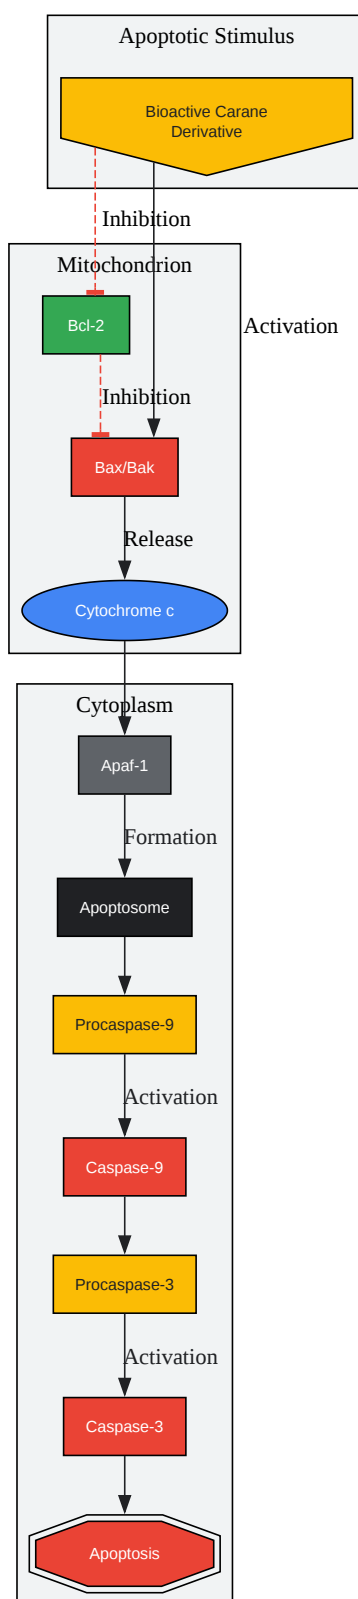 Apoptotic Stimulus
Bioactive Carane
Derivative
Inhibition
Mitochondrion
Bcl-2
Activation
Inhibition
Bax/Bak
Release
Cytochrome c
Cytoplasm
Apaf-1
Formation
Apoptosome
Procaspase-9
Activation
Caspase-9
Procaspase-3
Activation
Caspase-3
Apoptosis